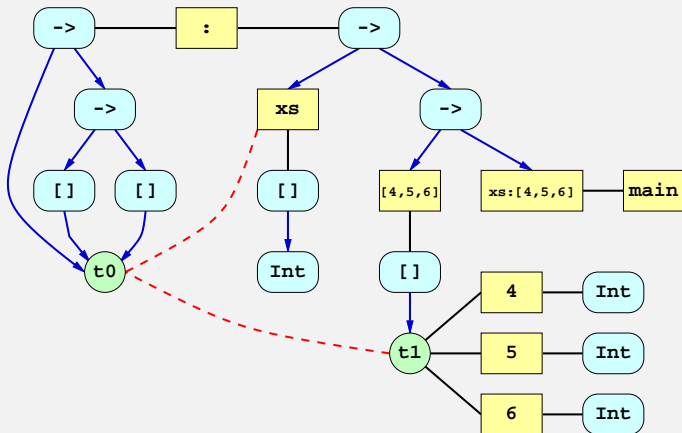 -> : ->
-> xs ->
[] [] [] [4,5,6] xs:[4,5,6] main
t0 Int []
4 Int
t1 5 Int
6 Int